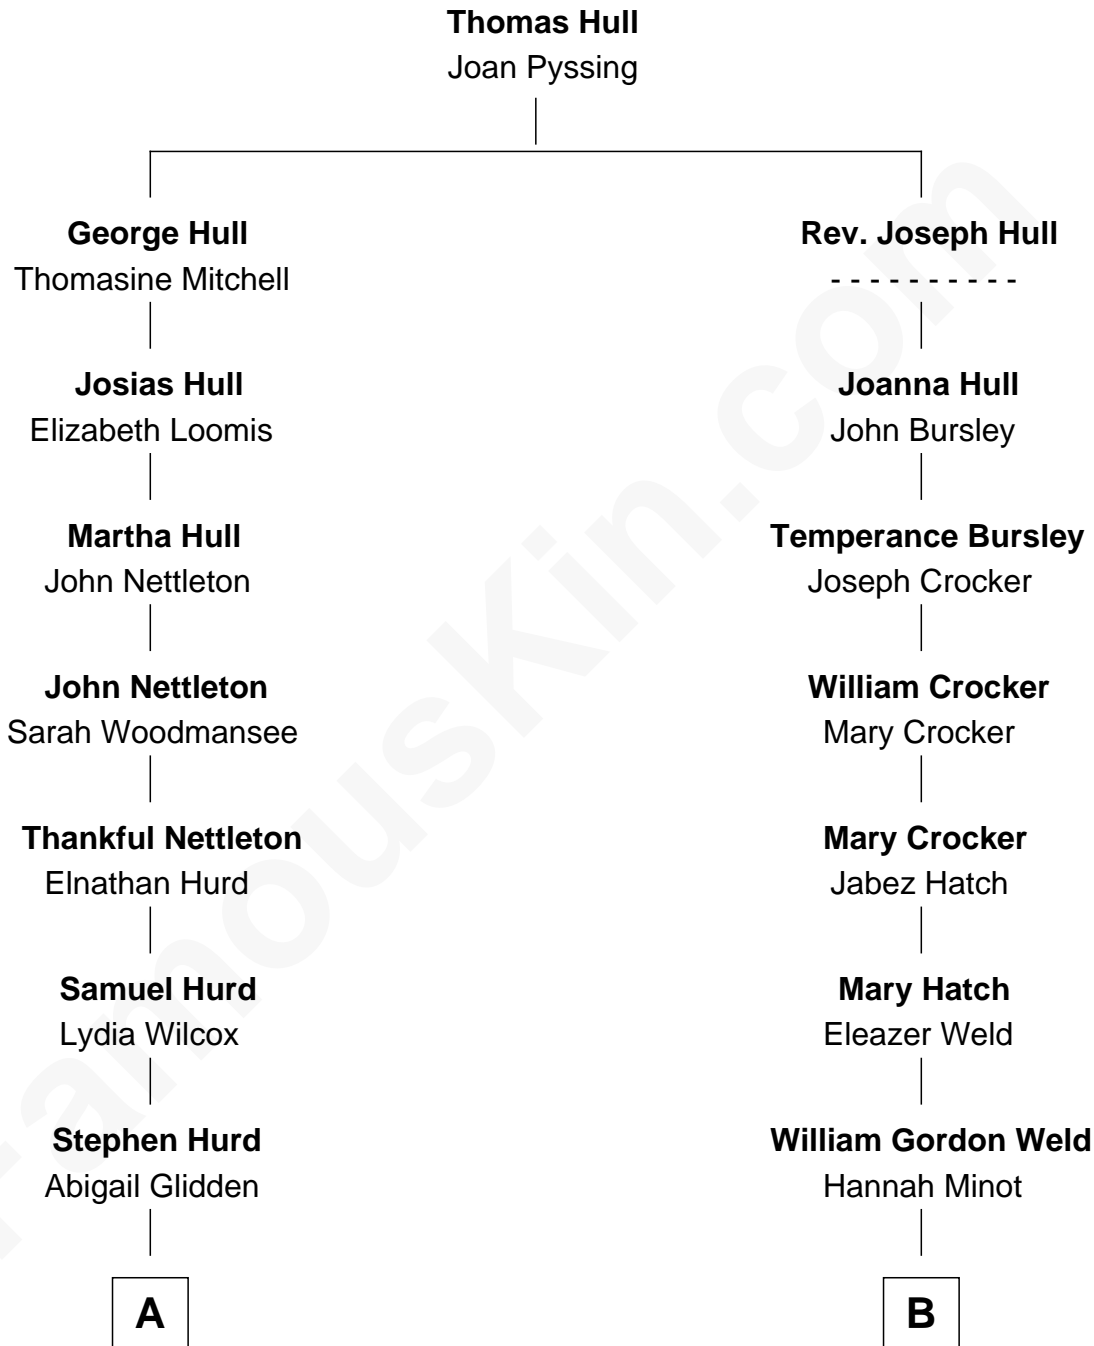 Thomas Hull
Joan Pyssing
George Hull
Thomasine Mitchell
Rev. Joseph Hull
- - - - - - - - - -
Josias Hull
Elizabeth Loomis
Joanna Hull
John Bursley
Martha Hull
John Nettleton
Temperance Bursley
Joseph Crocker
John Nettleton
Sarah Woodmansee
William Crocker
Mary Crocker
Thankful Nettleton
Elnathan Hurd
Mary Crocker
Jabez Hatch
Samuel Hurd
Lydia Wilcox
Mary Hatch
Eleazer Weld
Stephen Hurd
Abigail Glidden
William Gordon Weld
Hannah Minot
A
B
FamousKin.com